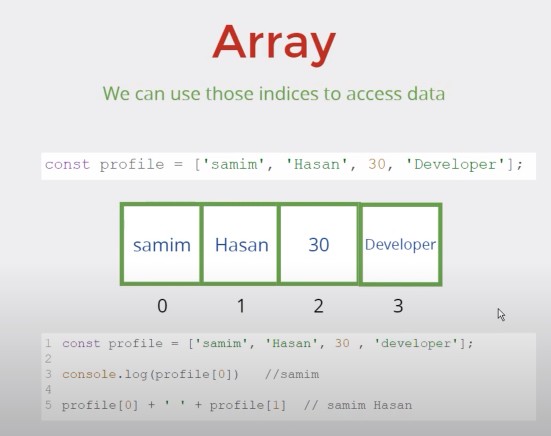 Array
We can use those indices to access data
const profile = ['samim', 'Hasan', 30, 'Developer'];
samim Hasan 30 Developer
0 1 2 3
1 const profile = ['samim', 'Hasan', 30 , 'developer'];
2
3 console.log(profile[0]) //samim
4
5 profile[0] + ' ' + profile[1] // samim Hasan